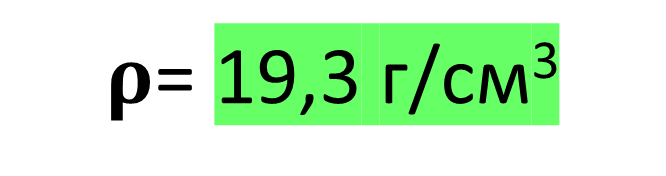 ρ= 19,3 г/см³